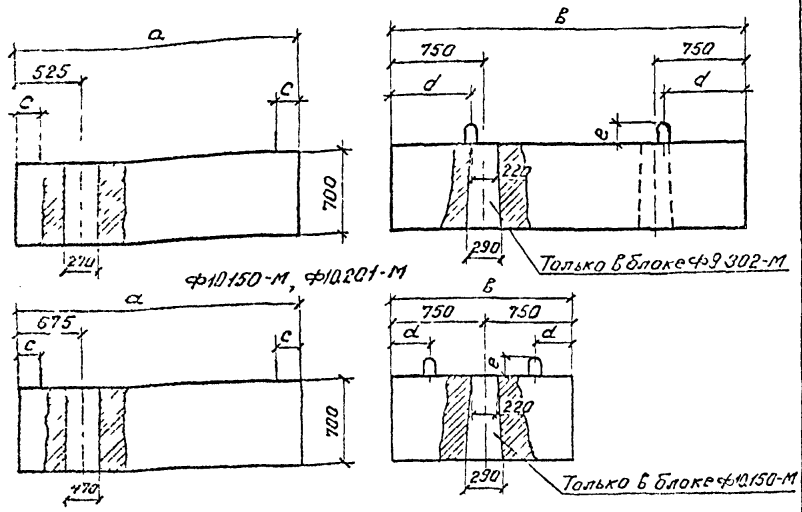 a
525
c
c
700
270
в
750
750
d
d
e
220
290
Только в блоке Ф9.302-М
Ф10.150-М, Ф10.201-М
a
675
c
c
700
470
в
750
750
d
d
e
220
290
Только в блоке Ф10.150-М